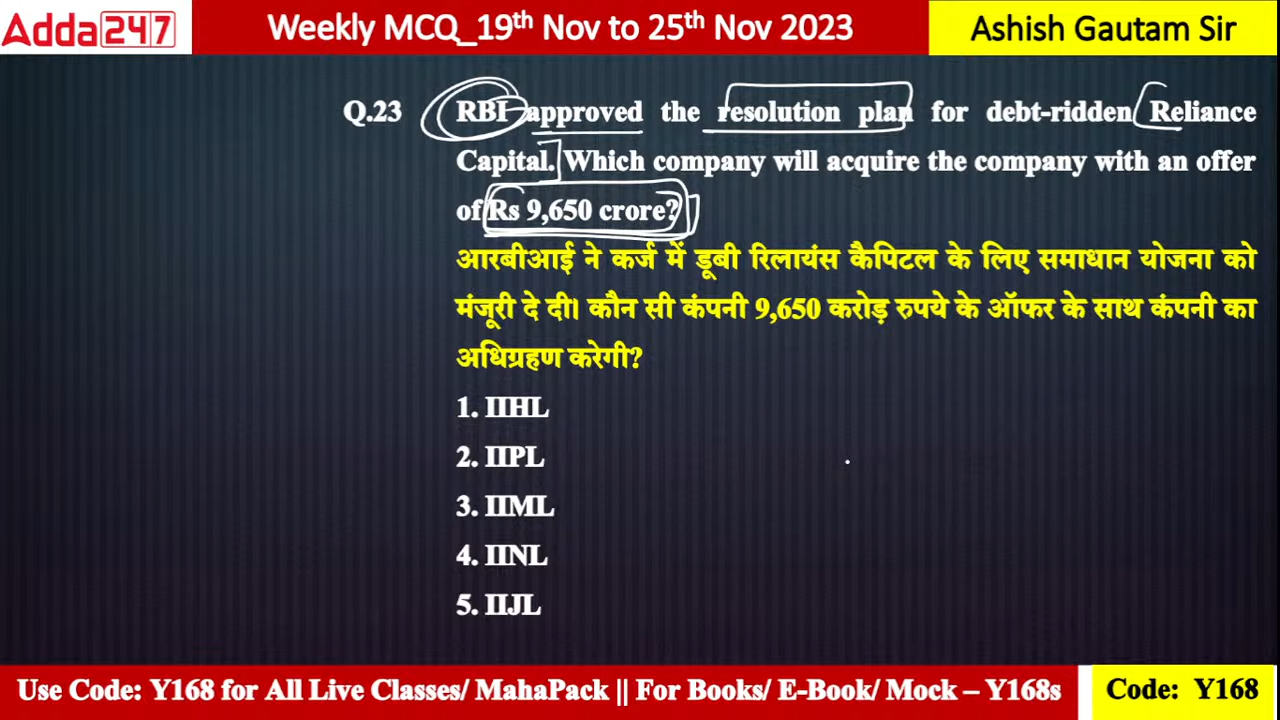 Adda247
Weekly MCQ_19th Nov to 25th Nov 2023
Ashish Gautam Sir
Q.23 RBI approved the resolution plan for debt-ridden Reliance
Capital. Which company will acquire the company with an offer
of Rs 9,650 crore?
आरबीआई ने कर्ज में डूबी रिलायंस कैपिटल के लिए समाधान योजना को
मंजूरी दे दी। कौन सी कंपनी 9,650 करोड़ रुपये के ऑफर के साथ कंपनी का
अधिग्रहण करेगी?
1. IIHL
2. IIPL
3. IIML
4. IINL
5. IIJL
Use Code: Y168 for All Live Classes/ MahaPack || For Books/ E-Book/ Mock – Y168s
Code: Y168